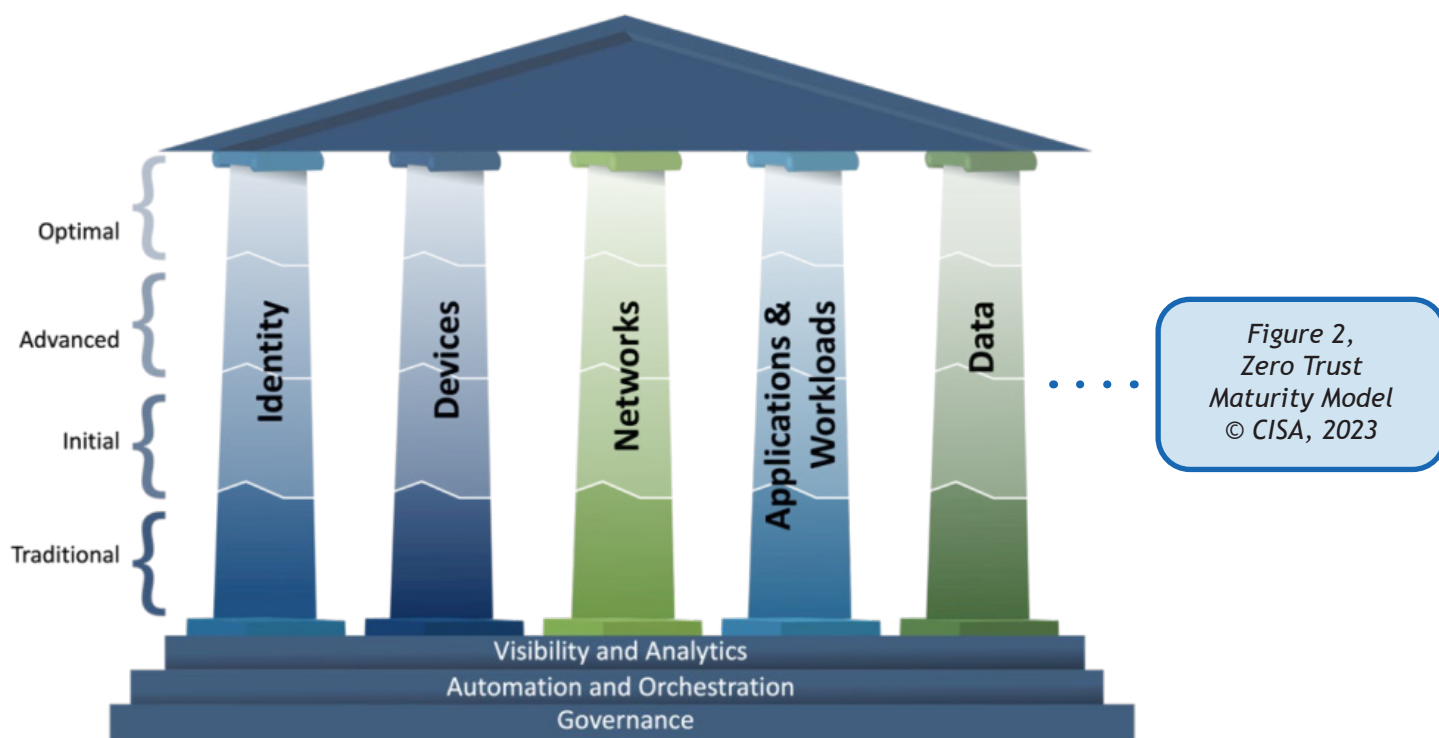 Optimal
Advanced
Initial
Traditional
Identity
Devices
Networks
Applications &
Workloads
Data
Visibility and Analytics
Automation and Orchestration
Governance
Figure 2,
Zero Trust
Maturity Model
© CISA, 2023